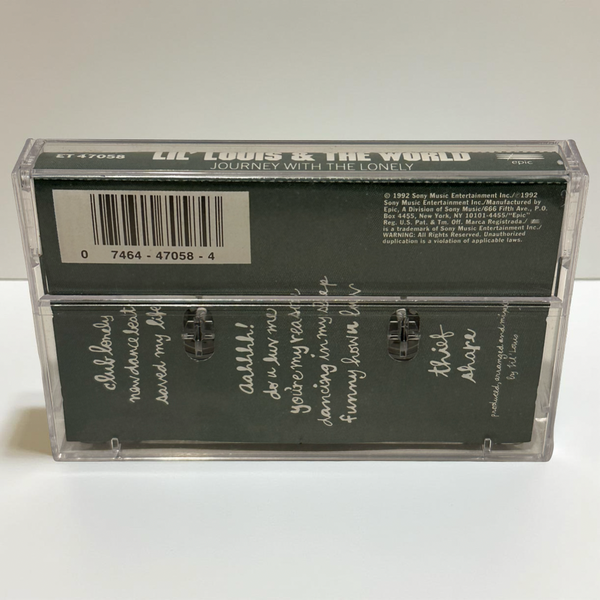 ET 47058
LIL' LOUIS & THE WORLD
JOURNEY WITH THE LONELY
epic
0 7464 - 47058 - 4
© 1992 Sony Music Entertainment Inc./℗ 1992
Sony Music Entertainment Inc./Manufactured by
Epic, A Division of Sony Music/666 Fifth Ave., P.O.
Box 4455, New York, NY 10101-4455/"Epic"
Reg. U.S. Pat. & Tm. Off. Marca Registrada./
is a trademark of Sony Music Entertainment Inc./
WARNING: All Rights Reserved. Unauthorized
duplication is a violation of applicable laws.
club lonely
new dance beat
saved my life
aahhh!
do u luv me
you're my reason
dancing in my sleep
funny how u luv
thief
shape
produced, arranged and mixed
by Lil' Louis